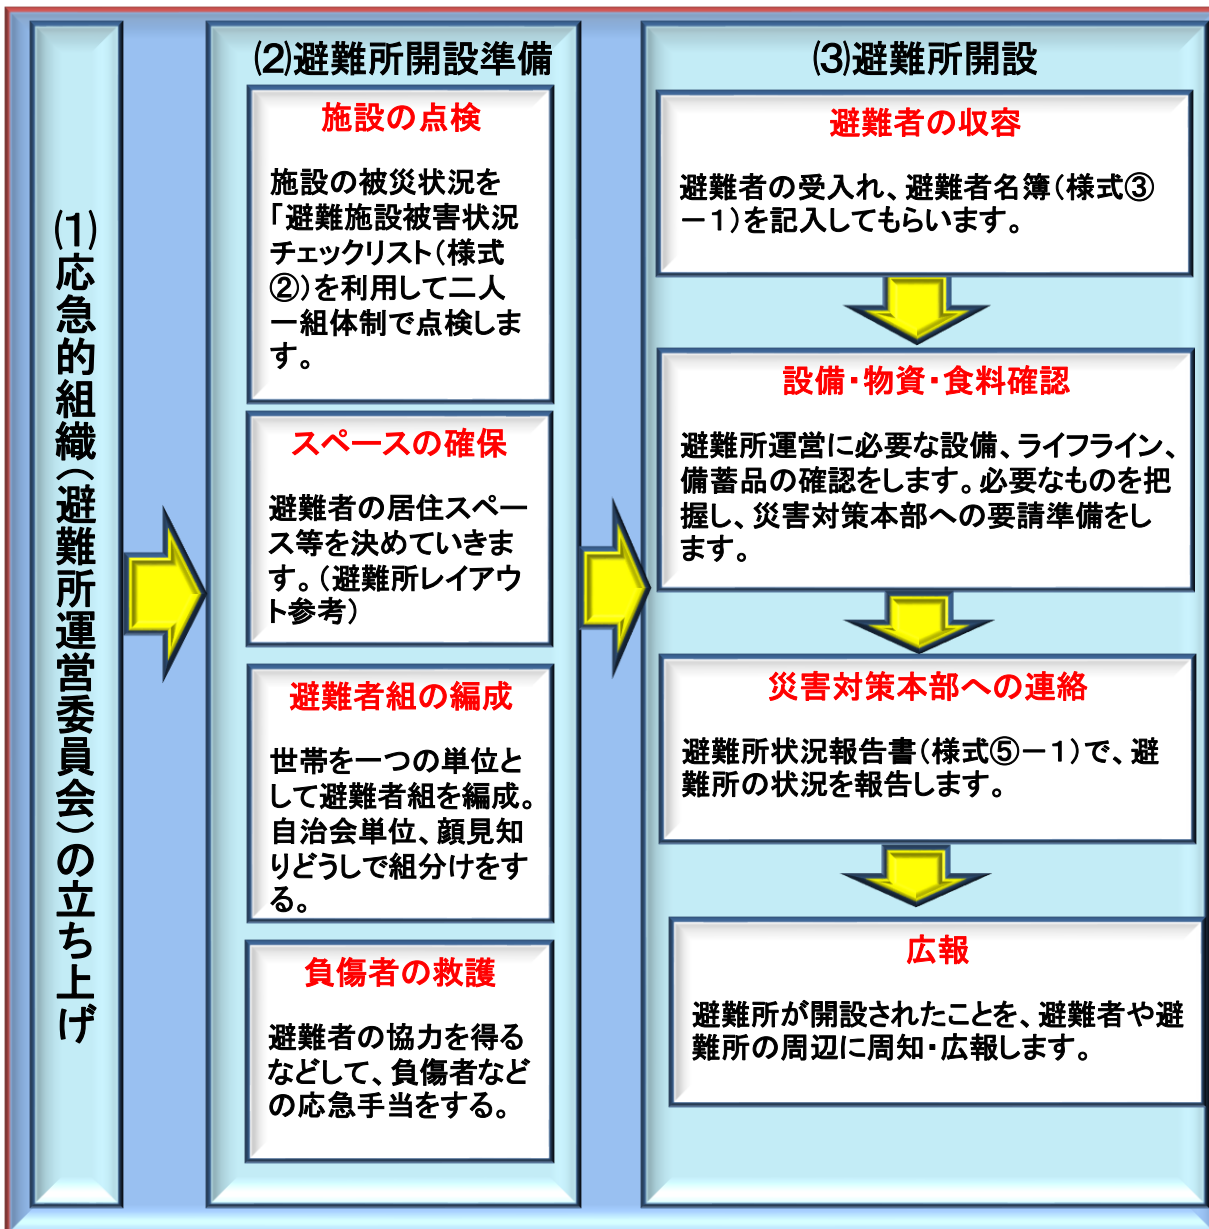 ⑴応急的組織(避難所運営委員会)の立ち上げ
⑵避難所開設準備
施設の点検
施設の被災状況を
「避難施設被害状況
チェックリスト(様式
②)を利用して二人
一組体制で点検しま
す。
スペースの確保
避難者の居住スペー
ス等を決めていきま
す。(避難所レイアウ
ト参考)
避難者組の編成
世帯を一つの単位と
して避難者組を編成。
自治会単位、顔見知
りどうしで組分けをす
る。
負傷者の救護
避難者の協力を得る
などして、負傷者など
の応急手当をする。
⑶避難所開設
避難者の収容
避難者の受入れ、避難者名簿(様式③
-1)を記入してもらいます。
設備・物資・食料確認
避難所運営に必要な設備、ライフライン、
備蓄品の確認をします。必要なものを把
握し、災害対策本部への要請準備をし
ます。
災害対策本部への連絡
避難所状況報告書(様式⑤-1)で、避
難所の状況を報告します。
広報
避難所が開設されたことを、避難者や避
難所の周辺に周知・広報します。